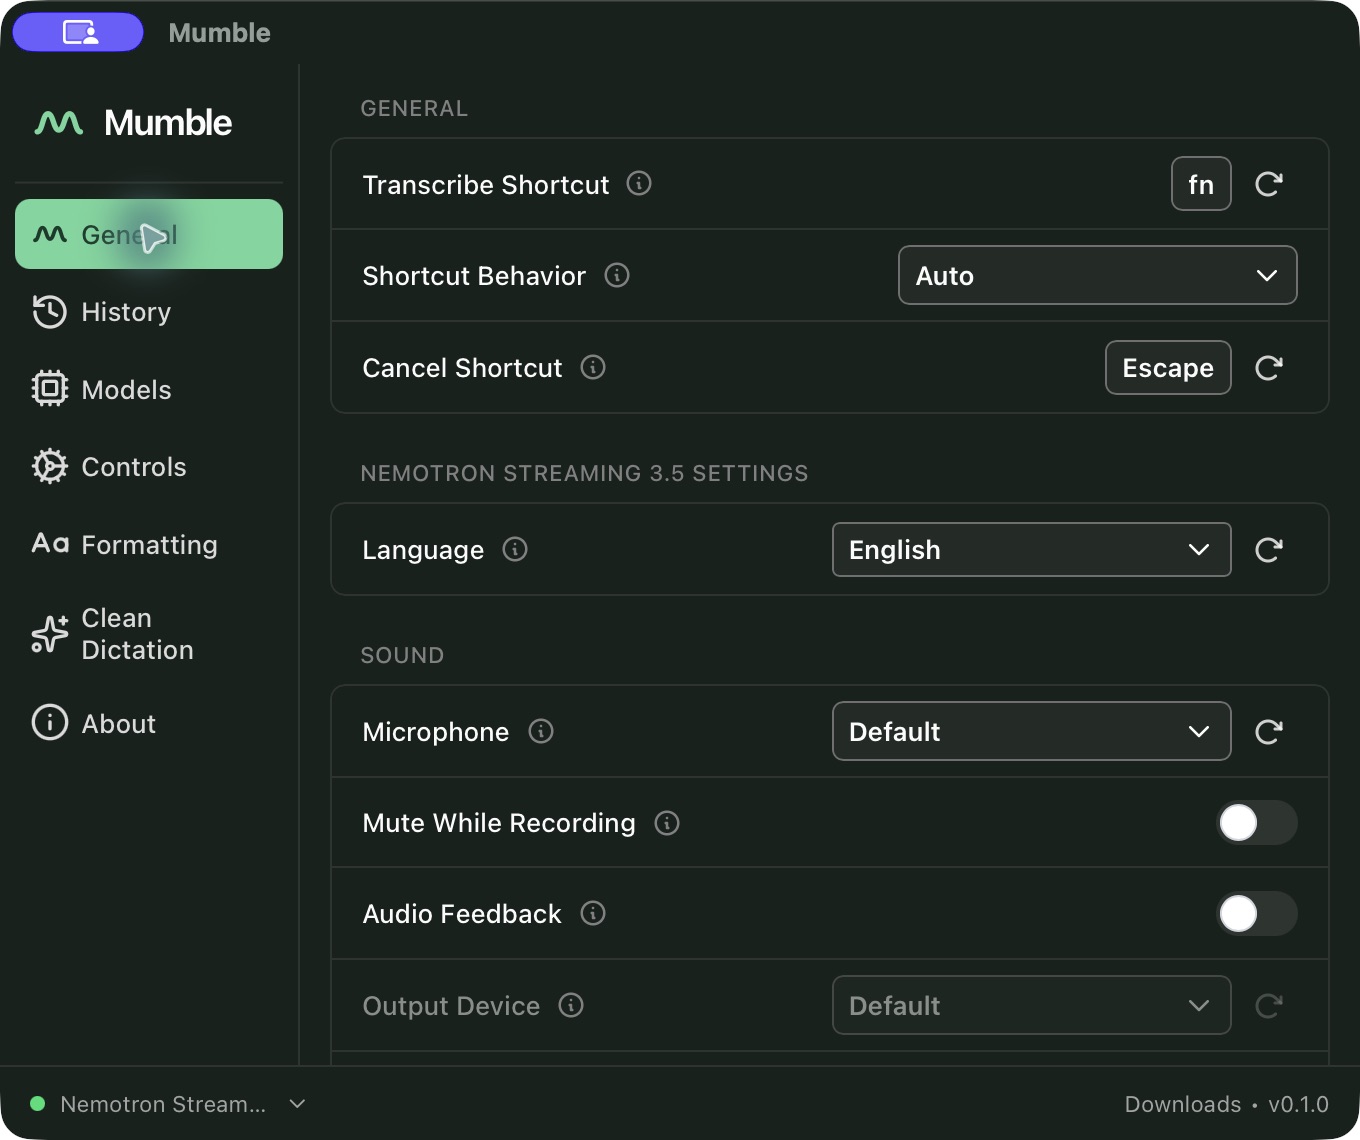 Mumble
Mumble
General
History
Models
Controls
Formatting
Clean
Dictation
About
GENERAL
Transcribe Shortcut
fn
Shortcut Behavior
Auto
Cancel Shortcut
Escape
NEMOTRON STREAMING 3.5 SETTINGS
Language
English
SOUND
Microphone
Default
Mute While Recording
Audio Feedback
Output Device
Default
Nemotron Stream...
Downloads • v0.1.0